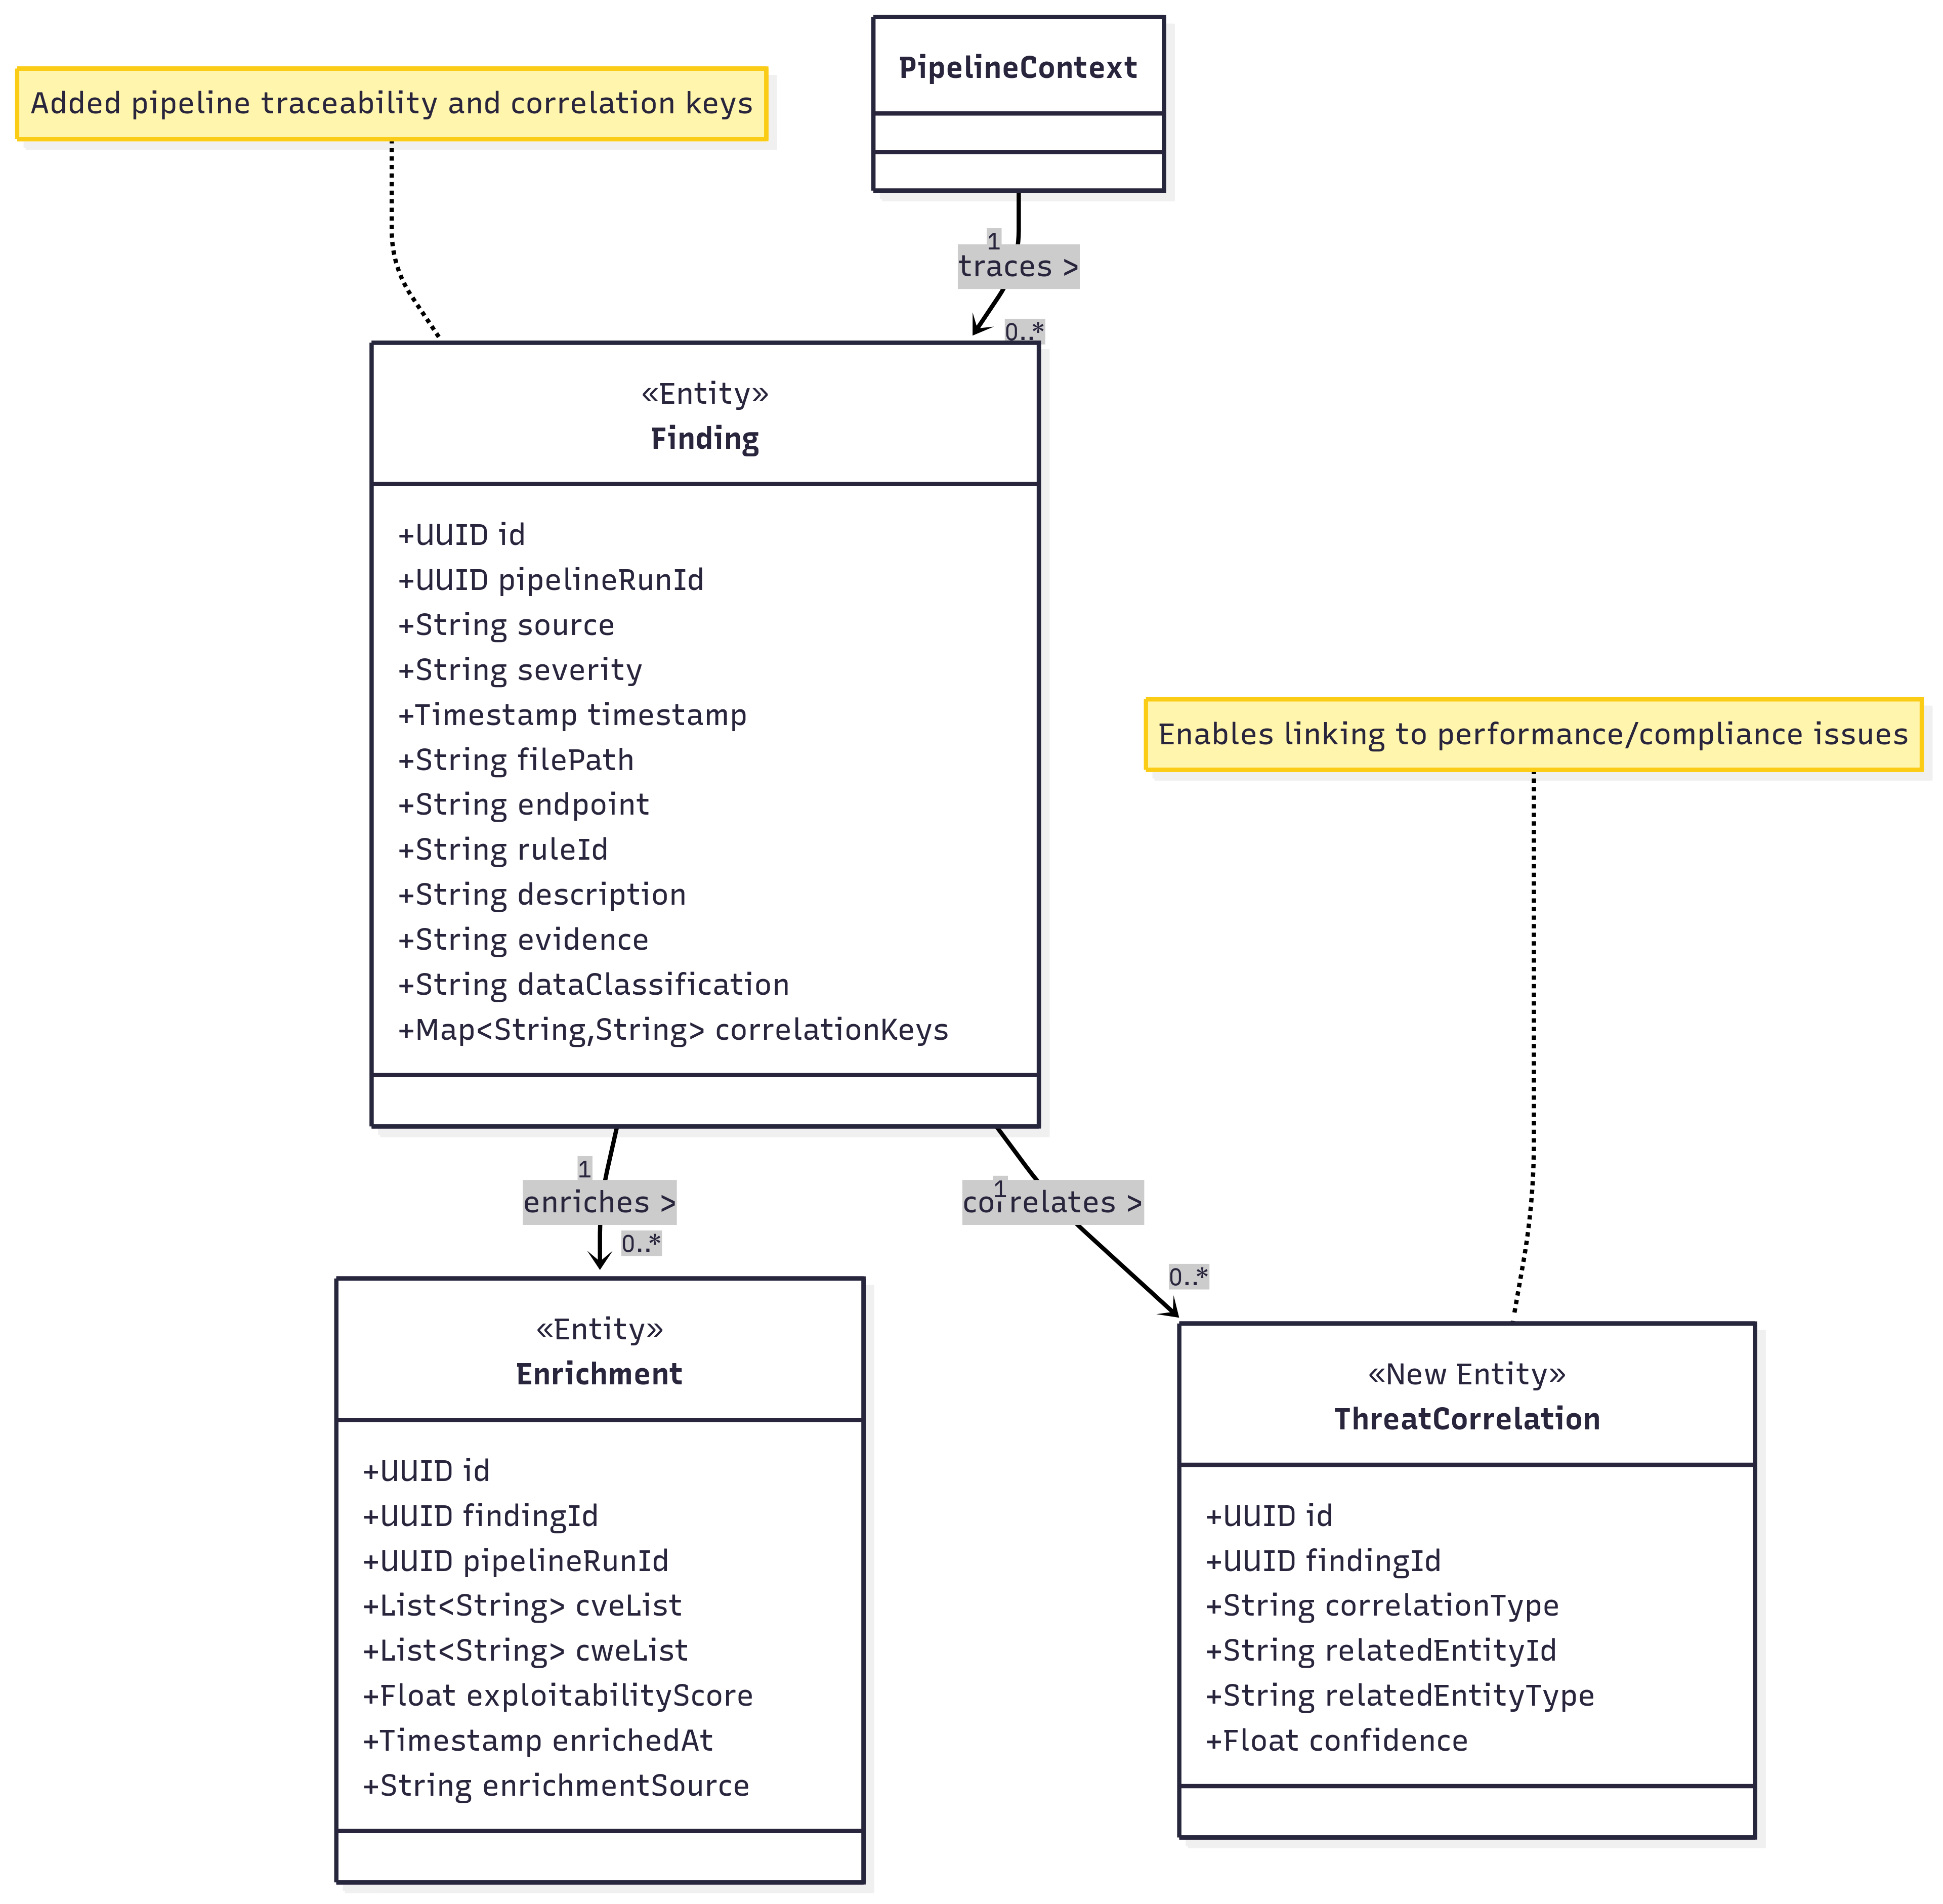 PipelineContext
Added pipeline traceability and correlation keys
1
traces >
0..*
«Entity»
Finding
+UUID id
+UUID pipelineRunId
+String source
+String severity
+Timestamp timestamp
+String filePath
+String endpoint
+String ruleId
+String description
+String evidence
+String dataClassification
+Map<String,String> correlationKeys
Enables linking to performance/compliance issues
1
enriches >
0..*
1
correlates >
0..*
«Entity»
Enrichment
+UUID id
+UUID findingId
+UUID pipelineRunId
+List<String> cveList
+List<String> cweList
+Float exploitabilityScore
+Timestamp enrichedAt
+String enrichmentSource
«New Entity»
ThreatCorrelation
+UUID id
+UUID findingId
+String correlationType
+String relatedEntityId
+String relatedEntityType
+Float confidence